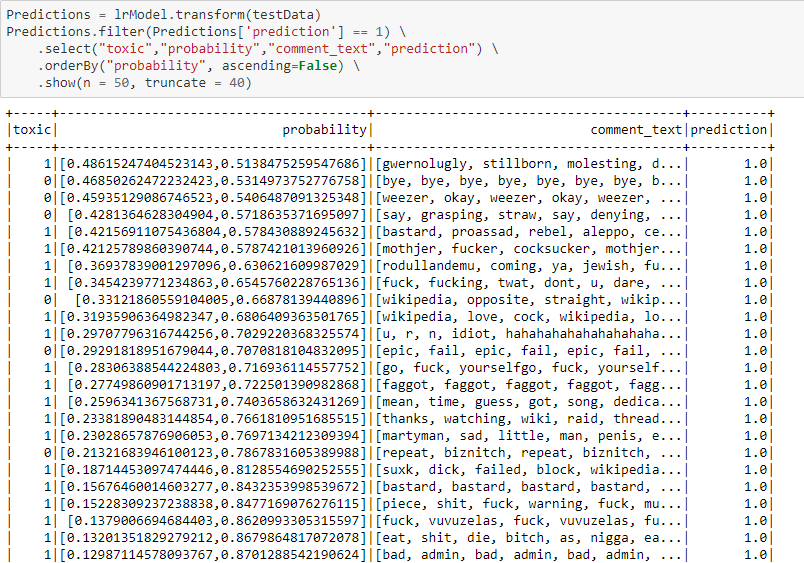 Predictions = lrModel.transform(testData)
Predictions.filter(Predictions['prediction'] == 1) \
    .select("toxic","probability","comment_text","prediction") \
    .orderBy("probability", ascending=False) \
    .show(n = 50, truncate = 40)
+-----+----------------------------------------+----------------------------------------+----------+
|toxic|                             probability|                            comment_text|prediction|
+-----+----------------------------------------+----------------------------------------+----------+
|    1|[0.48615247404523143,0.5138475259547686]|[gwernolugly, stillborn, molesting, d...|       1.0|
|    0|[0.46850262472232423,0.5314973752776758]|[bye, bye, bye, bye, bye, bye, bye, b...|       1.0|
|    0|[0.45935129086746523,0.5406487091325348]|[weezer, okay, weezer, okay, weezer, ...|       1.0|
|    0| [0.4281364628304904,0.5718635371695097]|[say, grasping, straw, say, denying, ...|       1.0|
|    1|[0.42156911075436804,0.578430889245632]|[bastard, proassad, rebel, aleppo, ce...|       1.0|
|    1|[0.42125789860390744,0.5787421013960926]|[mothjer, fucker, cocksucker, mothjer...|       1.0|
|    1| [0.36937839001297096,0.630621609987029]|[rodullandemu, coming, ya, jewish, fu...|       1.0|
|    1| [0.3454239771234863,0.6545760228765136]|[fuck, fucking, twat, dont, u, dare, ...|       1.0|
|    0|  [0.33121860559104005,0.66878139440896]|[wikipedia, opposite, straight, wikip...|       1.0|
|    1|[0.31935906364982347,0.6806409363501765]|[wikipedia, love, cock, wikipedia, lo...|       1.0|
|    1|[0.29707796316744256,0.7029220368325574]|[u, r, n, idiot, hahahahahahahahahaha...|       1.0|
|    0|[0.29291818951679044,0.7070818104832095]|[epic, fail, epic, fail, epic, fail, ...|       1.0|
|    1| [0.28306388544224803,0.716936114557752]|[go, fuck, yourselfgo, fuck, yourself...|       1.0|
|    1| [0.27749860901713197,0.722501390982868]|[faggot, faggot, faggot, faggot, fagg...|       1.0|
|    1| [0.2596341367568731,0.7403658632431269]|[mean, time, guess, got, song, dedica...|       1.0|
|    1|[0.23381890483144854,0.7661810951685515]|[thanks, watching, wiki, raid, thread...|       1.0|
|    1|[0.23028657876906053,0.7697134212309394]|[martyman, sad, little, man, penis, e...|       1.0|
|    0|[0.21321683946100123,0.7867831605389988]|[repeat, biznitch, repeat, biznitch, ...|       1.0|
|    1|[0.18714453097474446,0.8128554690252555]|[suxk, dick, failed, block, wikipedia...|       1.0|
|    1|[0.15676460014603277,0.8432353998539672]|[bastard, bastard, bastard, bastard, ...|       1.0|
|    1|[0.15228309237238838,0.8477169076276115]|[piece, shit, fuck, warning, fuck, mu...|       1.0|
|    1| [0.1379006694684403,0.8620993305315597]|[fuck, vuvuzelas, fuck, vuvuzelas, fu...|       1.0|
|    1|[0.13201351829279212,0.8679864817072078]|[eat, shit, die, bitch, as, nigga, ea...|       1.0|
|    1|[0.12987114578093767,0.8701288542190624]|[bad, admin, bad, admin, bad, admin, ...|       1.0|